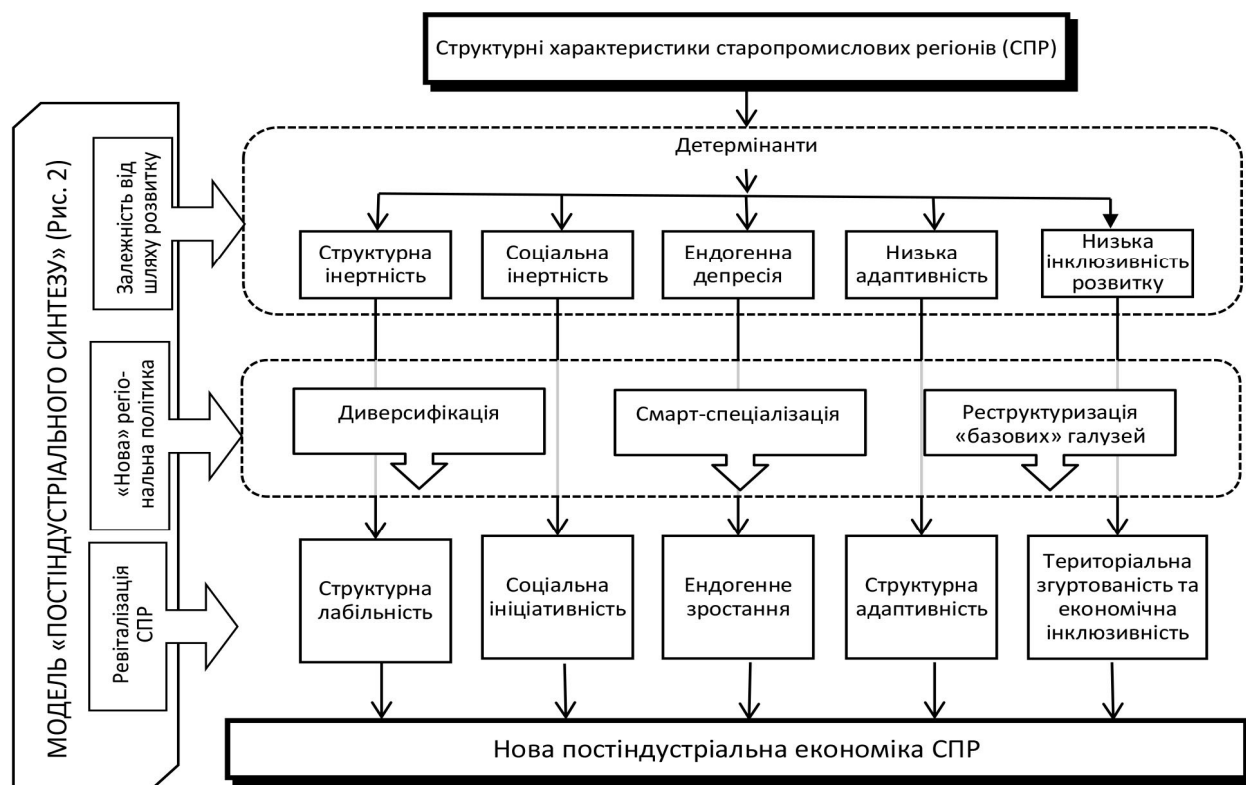 Структурні характеристики старопромислових регіонів (СПР)
МОДЕЛЬ «ПОСТІНДУСТРІАЛЬНОГО СИНТЕЗУ» (Рис. 2)
Залежність від
шляху розвитку
Детермінанти
Структурна
інертність
Соціальна
інертність
Ендогенна
депресія
Низька
адаптивність
Низька
інклюзивність
розвитку
«Нова» регіо-
нальна політика
Диверсифікація
Смарт-спеціалізація
Реструктуризація
«базових» галузей
Ревіталізація
СПР
Структурна
лабільність
Соціальна
ініціативність
Ендогенне
зростання
Структурна
адаптивність
Територіальна
згуртованість та
економічна
інклюзивність
Нова постіндустріальна економіка СПР